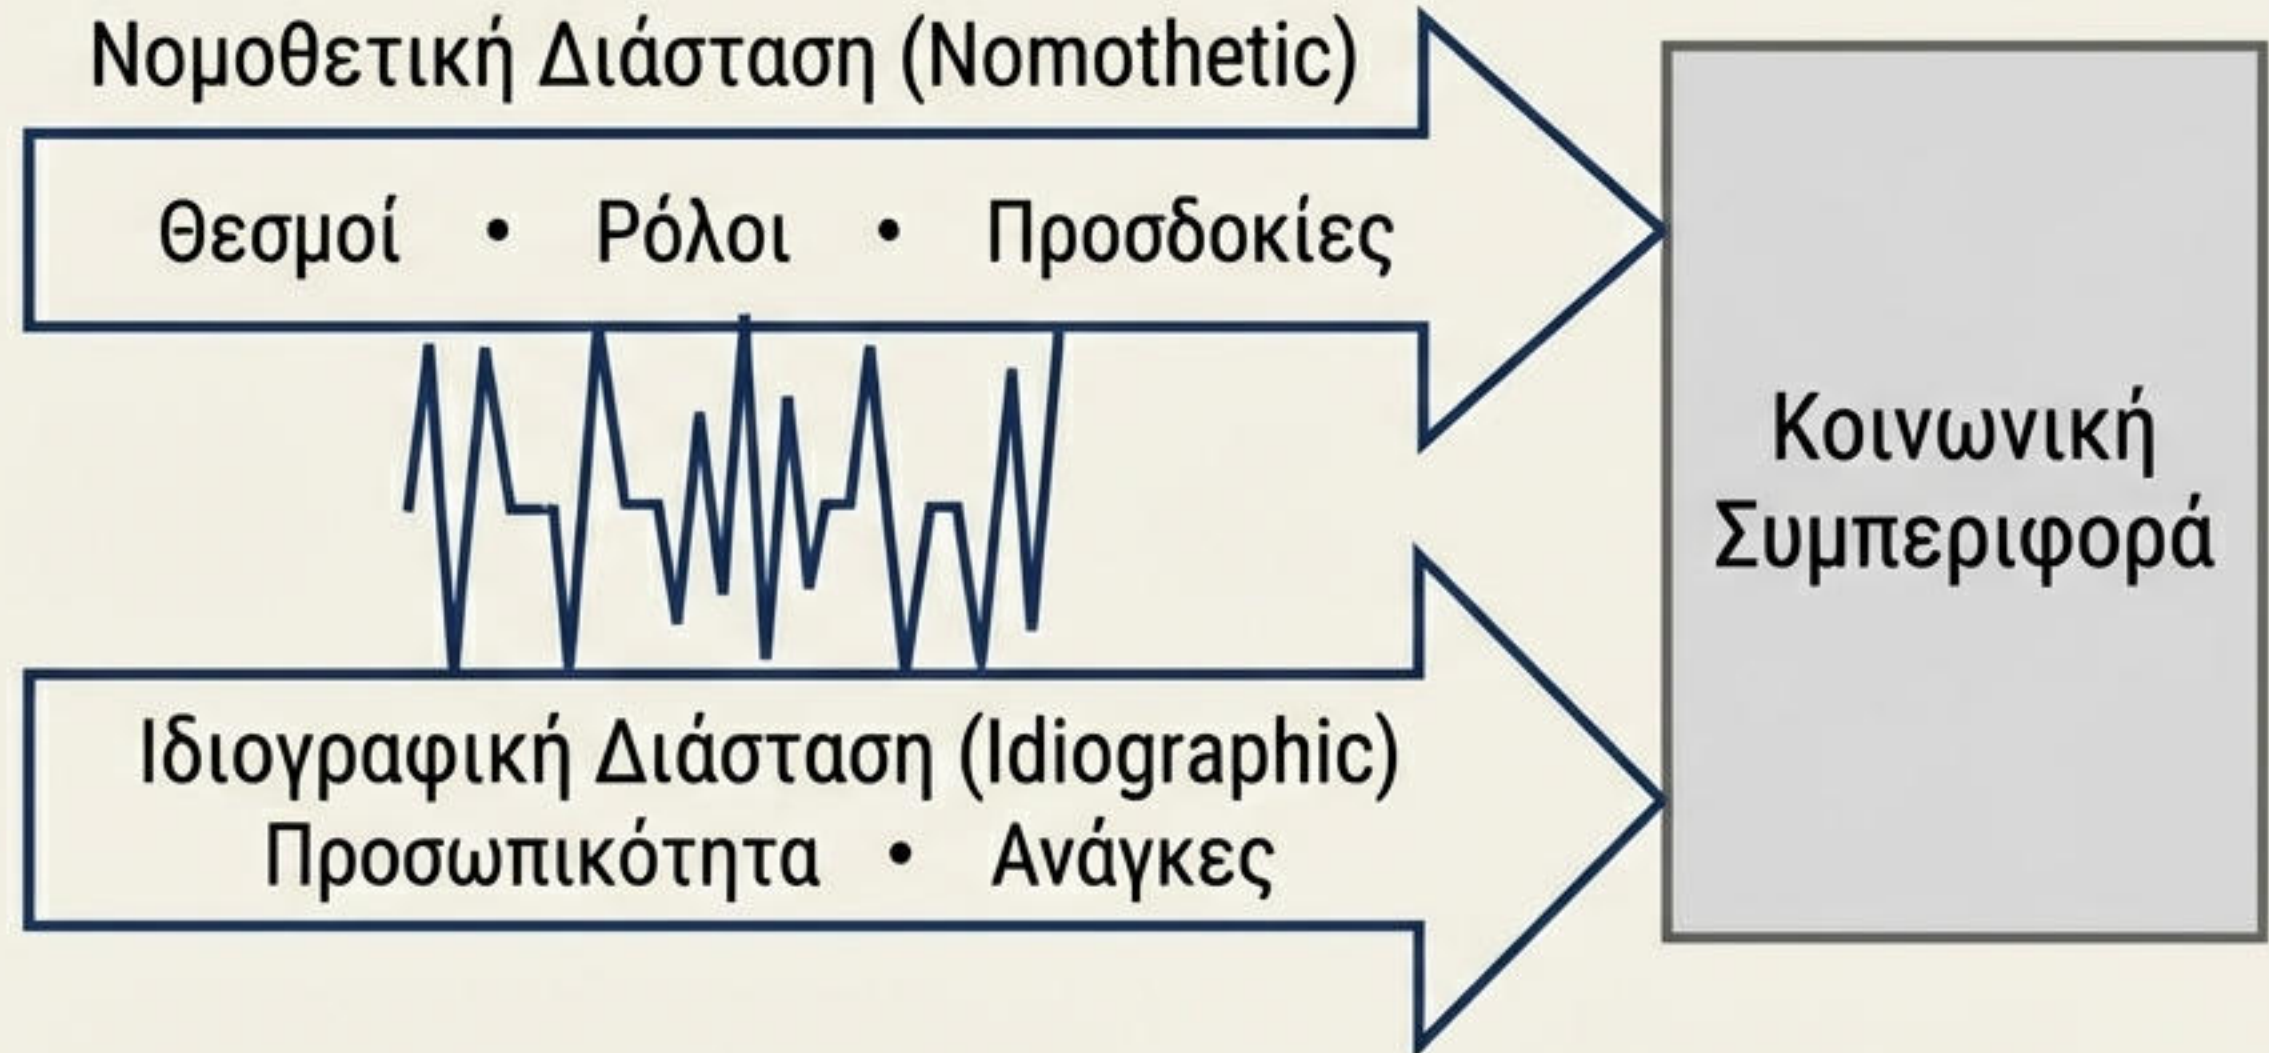 Νομοθετική Διάσταση (Nomothetic)
Θεσμοί • Ρόλοι • Προσδοκίες
Κοινωνική
Συμπεριφορά
Ιδιογραφική Διάσταση (Idiographic)
Προσωπικότητα • Ανάγκες